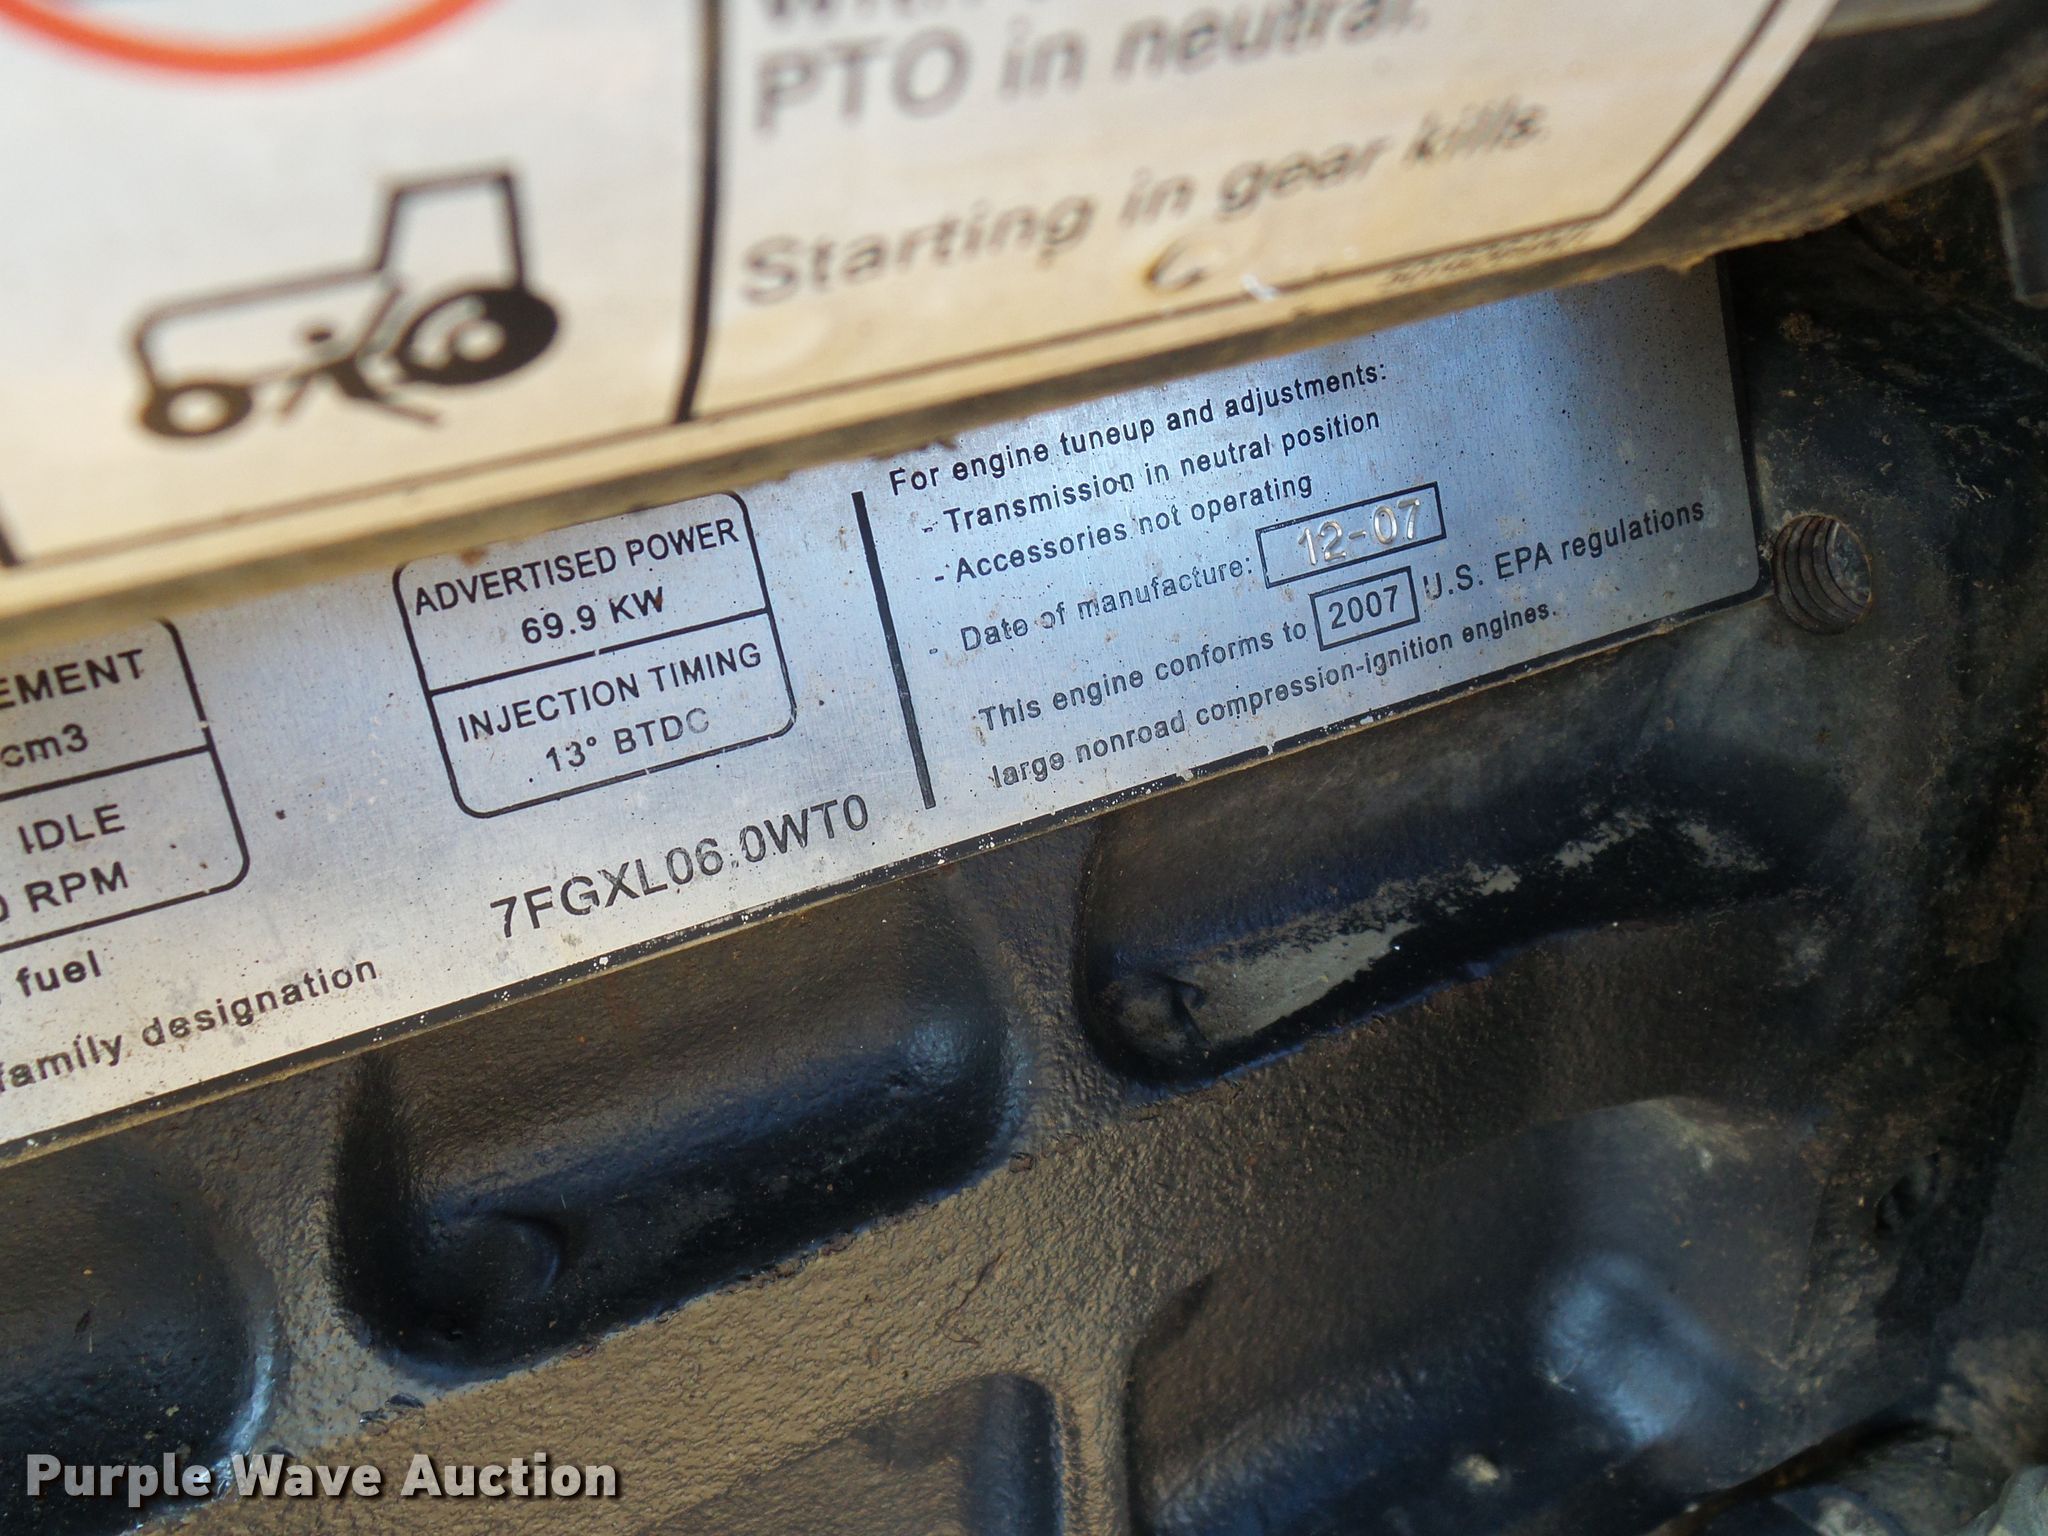 PTO in neutral.
Starting in gear kills.
EMENT
cm3
IDLE
0 RPM
fuel
family designation
ADVERTISED POWER
69.9 KW
INJECTION TIMING
13° BTDC
7FGXL06.0WT0
For engine tuneup and adjustments:
- Transmission in neutral position
- Accessories not operating
- Date of manufacture: 12-07
This engine conforms to 2007 U.S. EPA regulations
large nonroad compression-ignition engines.
Purple Wave Auction